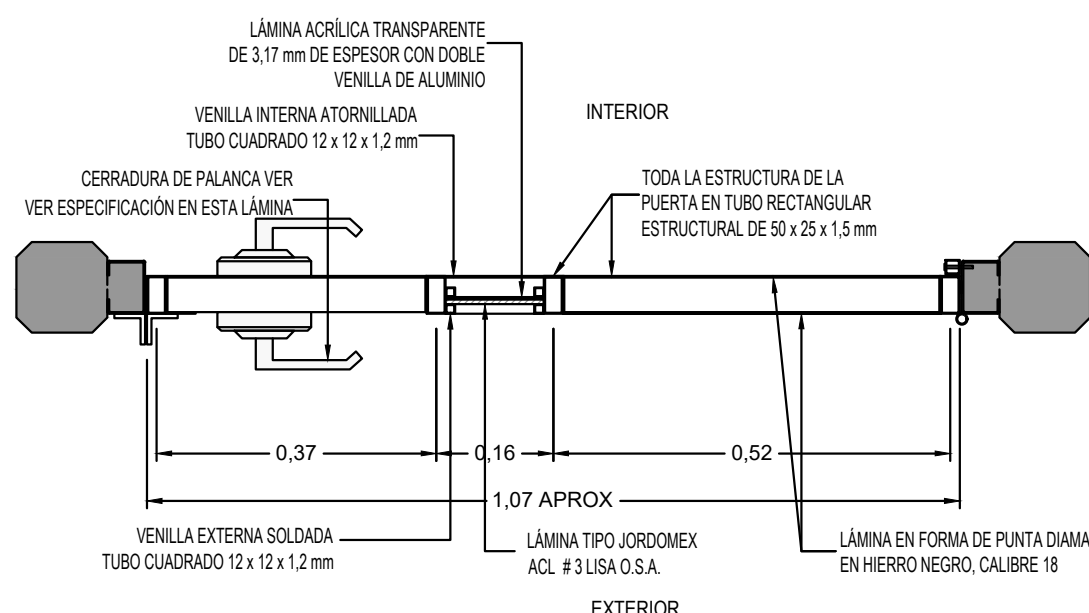 LÁMINA ACRÍLICA TRANSPARENTE
DE 3,17 mm DE ESPESOR CON DOBLE
VENILLA DE ALUMINIO
INTERIOR
VENILLA INTERNA ATORNILLADA
TUBO CUADRADO 12 x 12 x 1,2 mm
CERRADURA DE PALANCA VER
VER ESPECIFICACIÓN EN ESTA LÁMINA
TODA LA ESTRUCTURA DE LA
PUERTA EN TUBO RECTANGULAR
ESTRUCTURAL DE 50 x 25 x 1,5 mm
0,37
0,16
0,52
1,07 APROX
VENILLA EXTERNA SOLDADA
TUBO CUADRADO 12 x 12 x 1,2 mm
LÁMINA TIPO JORDOMEX
ACL # 3 LISA O.S.A.
LÁMINA EN FORMA DE PUNTA DIAMA
EN HIERRO NEGRO, CALIBRE 18
EXTERIOR